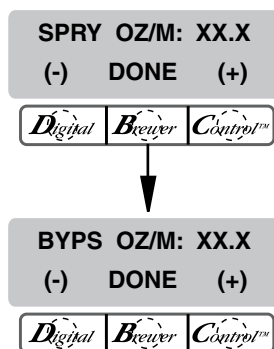 SPRY OZ/M: XX.X
(-) DONE (+)
Digital Brewer Control™
BYPS OZ/M: XX.X
(-) DONE (+)
Digital Brewer Control™